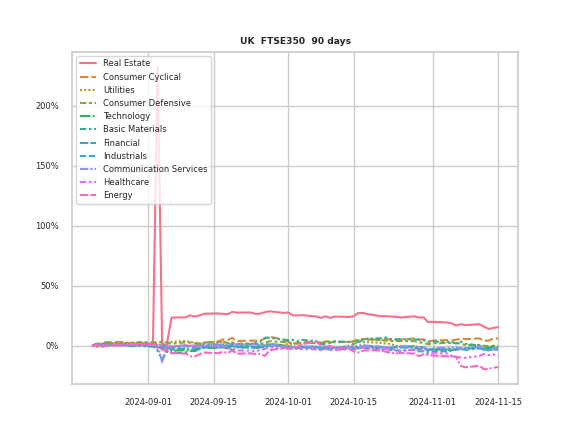 UK FTSE350 90 days
Real Estate
Consumer Cyclical
Utilities
Consumer Defensive
Technology
Basic Materials
Financial
Industrials
Communication Services
Healthcare
Energy
200%
150%
100%
50%
0%
2024-09-01 2024-09-15 2024-10-01 2024-10-15 2024-11-01 2024-11-15